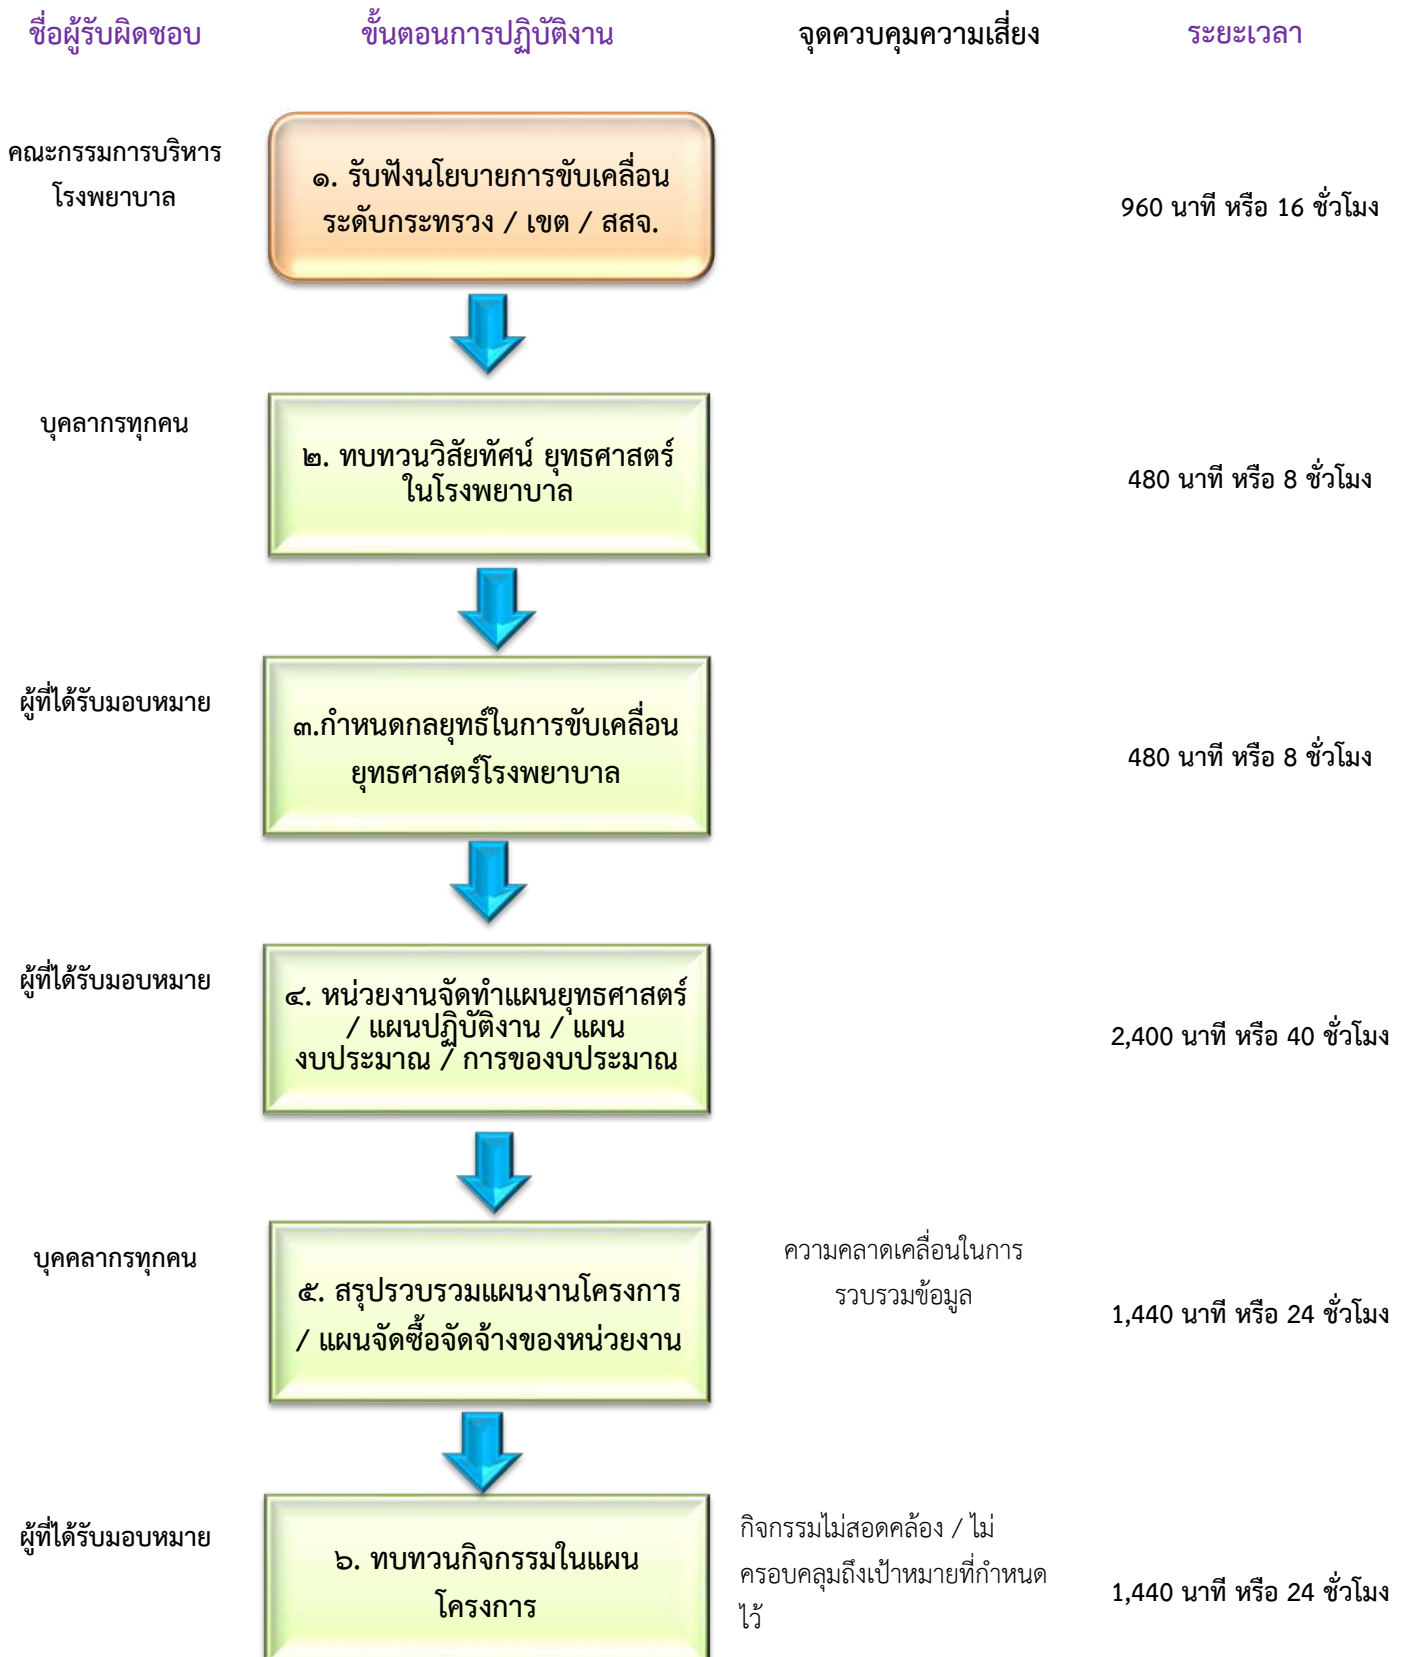 ชื่อผู้รับผิดชอบ
ขั้นตอนการปฏิบัติงาน
จุดควบคุมความเสี่ยง
ระยะเวลา
คณะกรรมการบริหาร
โรงพยาบาล
๑. รับฟังนโยบายการขับเคลื่อน
ระดับกระทรวง / เขต / สสจ.
960 นาที หรือ 16 ชั่วโมง
บุคลากรทุกคน
๒. ทบทวนวิสัยทัศน์ ยุทธศาสตร์
ในโรงพยาบาล
480 นาที หรือ 8 ชั่วโมง
ผู้ที่ได้รับมอบหมาย
๓.กำหนดกลยุทธ์ในการขับเคลื่อน
ยุทธศาสตร์โรงพยาบาล
480 นาที หรือ 8 ชั่วโมง
ผู้ที่ได้รับมอบหมาย
๔. หน่วยงานจัดทำแผนยุทธศาสตร์
/ แผนปฏิบัติงาน / แผน
งบประมาณ / การของบประมาณ
2,400 นาที หรือ 40 ชั่วโมง
บุคคลากรทุกคน
๕. สรุปรวบรวมแผนงานโครงการ
/ แผนจัดซื้อจัดจ้างของหน่วยงาน
ความคลาดเคลื่อนในการ
รวบรวมข้อมูล
1,440 นาที หรือ 24 ชั่วโมง
ผู้ที่ได้รับมอบหมาย
๖. ทบทวนกิจกรรมในแผน
โครงการ
กิจกรรมไม่สอดคล้อง / ไม่
ครอบคลุมถึงเป้าหมายที่กำหนด
ไว้
1,440 นาที หรือ 24 ชั่วโมง